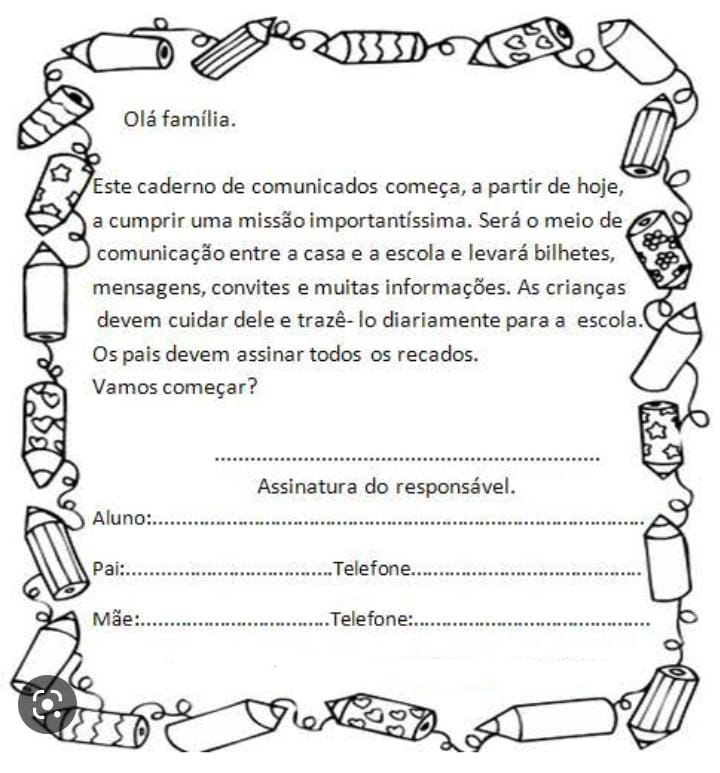 Olá família.
Este caderno de comunicados começa, a partir de hoje,
a cumprir uma missão importantíssima. Será o meio de
comunicação entre a casa e a escola e levará bilhetes,
mensagens, convites e muitas informações. As crianças
devem cuidar dele e trazê- lo diariamente para a escola.
Os pais devem assinar todos os recados.
Vamos começar?
..................................................................
Assinatura do responsável.
Aluno:....................................................................................
Pai:...................................Telefone.......................................
Mãe:................................Telefone:........................................